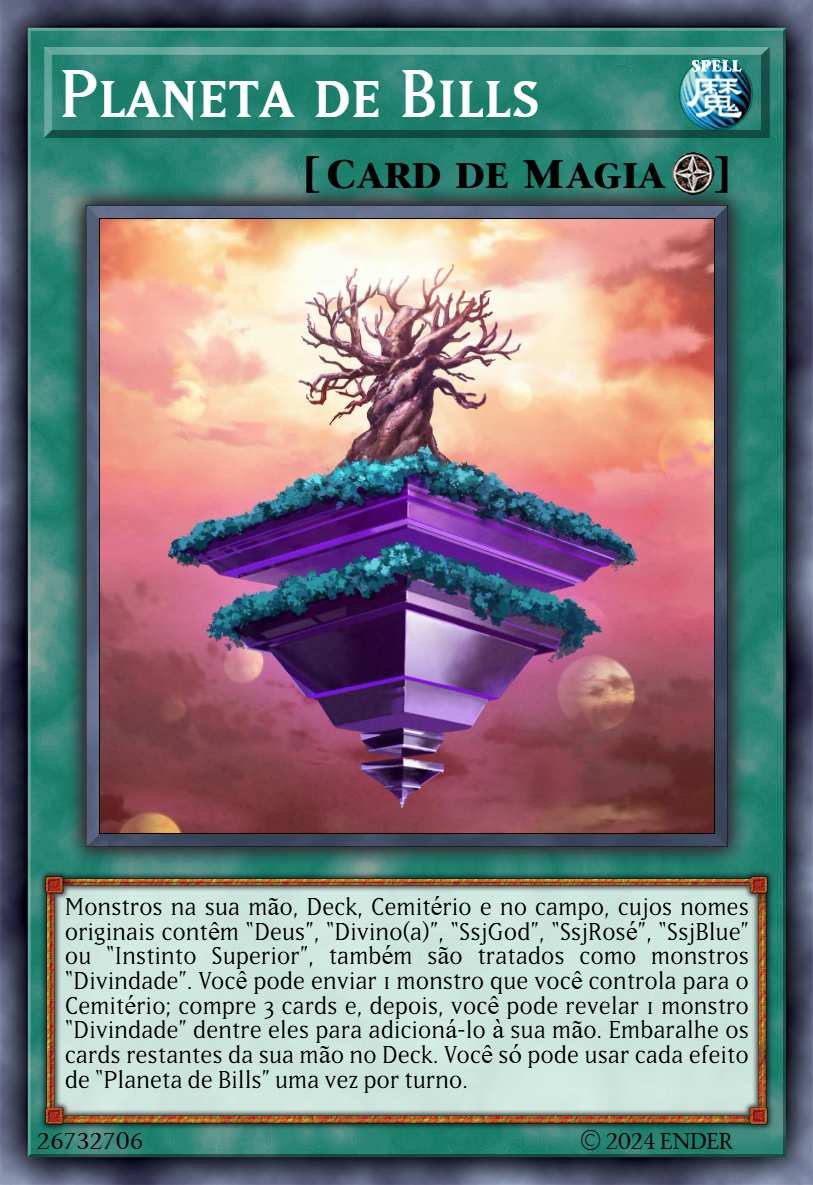 Planeta de Bills
SPELL
魔
[Card de Magia]
Monstros na sua mão, Deck, Cemitério e no campo, cujos nomes
originais contêm "Deus", "Divino(a)", "SsjGod", "SsjRosé", "SsjBlue"
ou "Instinto Superior", também são tratados como monstros
"Divindade". Você pode enviar 1 monstro que você controla para o
Cemitério; compre 3 cards e, depois, você pode revelar 1 monstro
"Divindade" dentre eles para adicioná-lo à sua mão. Embaralhe os
cards restantes da sua mão no Deck. Você só pode usar cada efeito
de "Planeta de Bills" uma vez por turno.
26732706
© 2024 ENDER